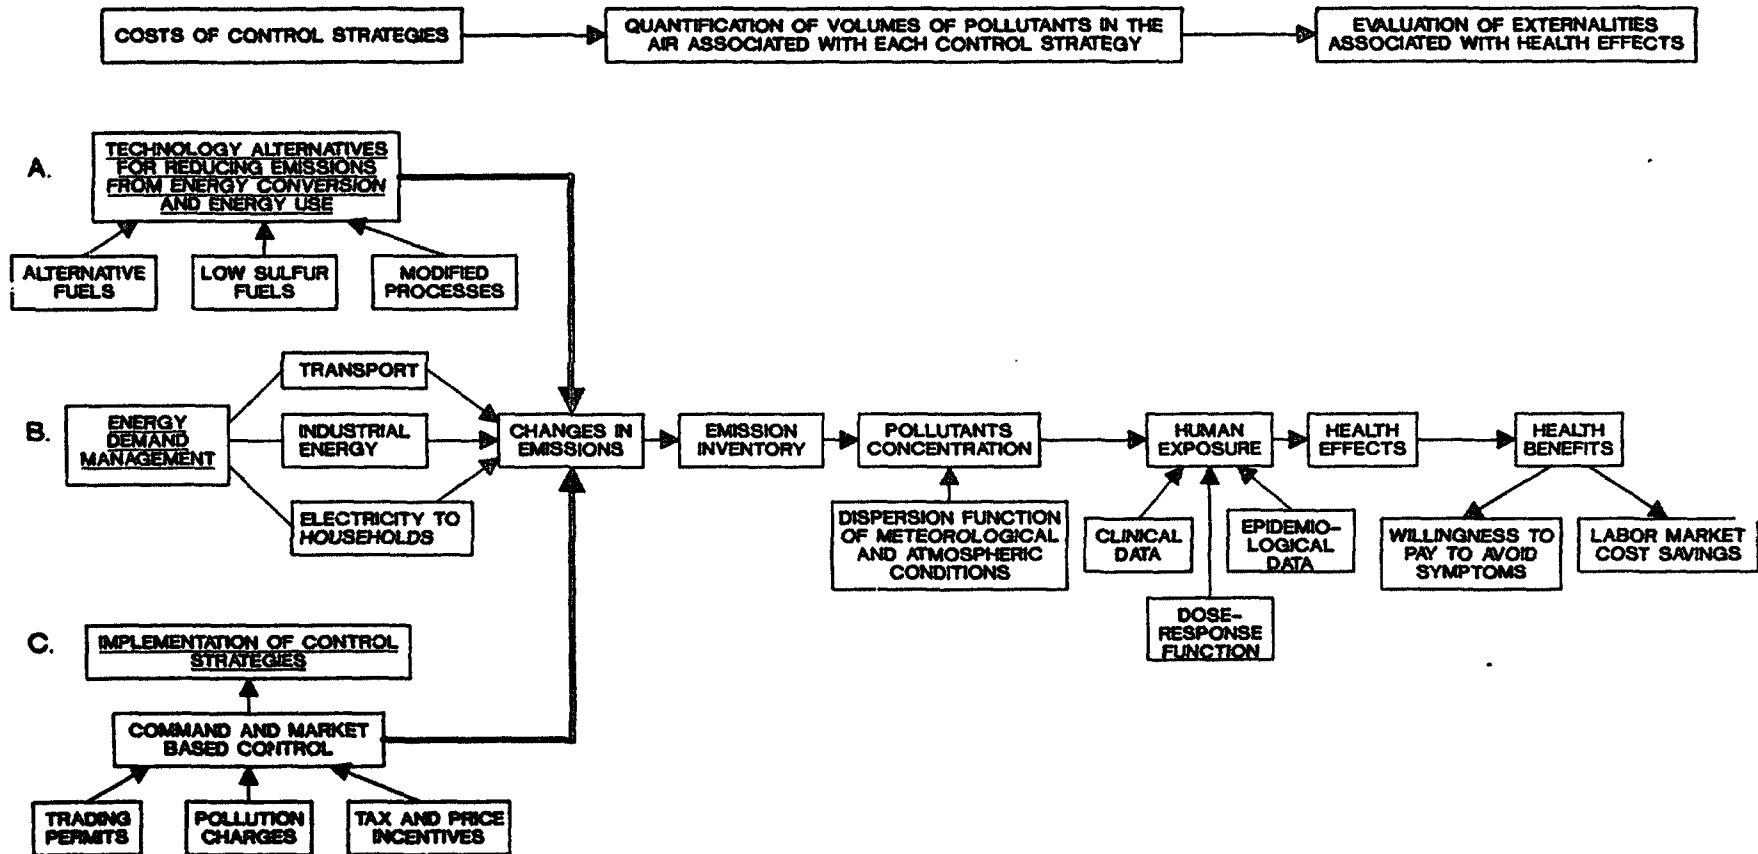 COSTS OF CONTROL STRATEGIES
QUANTIFICATION OF VOLUMES OF POLLUTANTS IN THE
AIR ASSOCIATED WITH EACH CONTROL STRATEGY
EVALUATION OF EXTERNALITIES
ASSOCIATED WITH HEALTH EFFECTS
A.
TECHNOLOGY ALTERNATIVES
FOR REDUCING EMISSIONS
FROM ENERGY CONVERSION
AND ENERGY USE
ALTERNATIVE
FUELS
LOW SULFUR
FUELS
MODIFIED
PROCESSES
B.
ENERGY
DEMAND
MANAGEMENT
TRANSPORT
INDUSTRIAL
ENERGY
ELECTRICITY TO
HOUSEHOLDS
CHANGES IN
EMISSIONS
EMISSION
INVENTORY
POLLUTANTS
CONCENTRATION
DISPERSION FUNCTION
OF METEOROLOGICAL
AND ATMOSPHERIC
CONDITIONS
HUMAN
EXPOSURE
CLINICAL
DATA
DOSE-
RESPONSE
FUNCTION
EPIDEMIO-
LOGICAL
DATA
HEALTH
EFFECTS
HEALTH
BENEFITS
WILLINGNESS TO
PAY TO AVOID
SYMPTOMS
LABOR MARKET
COST SAVINGS
C.
IMPLEMENTATION OF CONTROL
STRATEGIES
COMMAND AND MARKET
BASED CONTROL
TRADING
PERMITS
POLLUTION
CHARGES
TAX AND PRICE
INCENTIVES